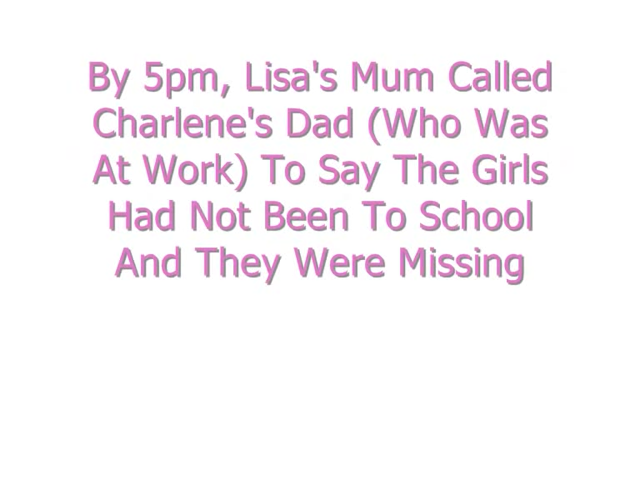 By 5pm, Lisa's Mum Called
Charlene's Dad (Who Was
At Work) To Say The Girls
Had Not Been To School
And They Were Missing